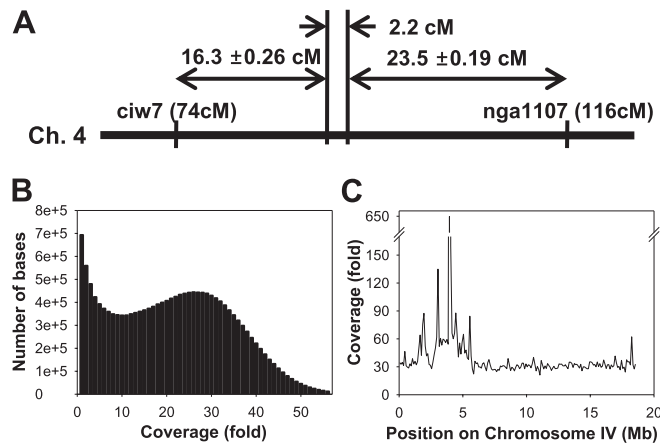 A
2.2 cM
16.3 ±0.26 cM
23.5 ±0.19 cM
ciw7 (74cM)
nga1107 (116cM)
Ch. 4
B
Number of bases
8e+5
7e+5
6e+5
5e+5
4e+5
3e+5
2e+5
1e+5
0
0 10 20 30 40 50
Coverage (fold)
C
Coverage (fold)
650
150
120
90
60
30
0
0 5 10 15 20
Position on Chromosome IV (Mb)